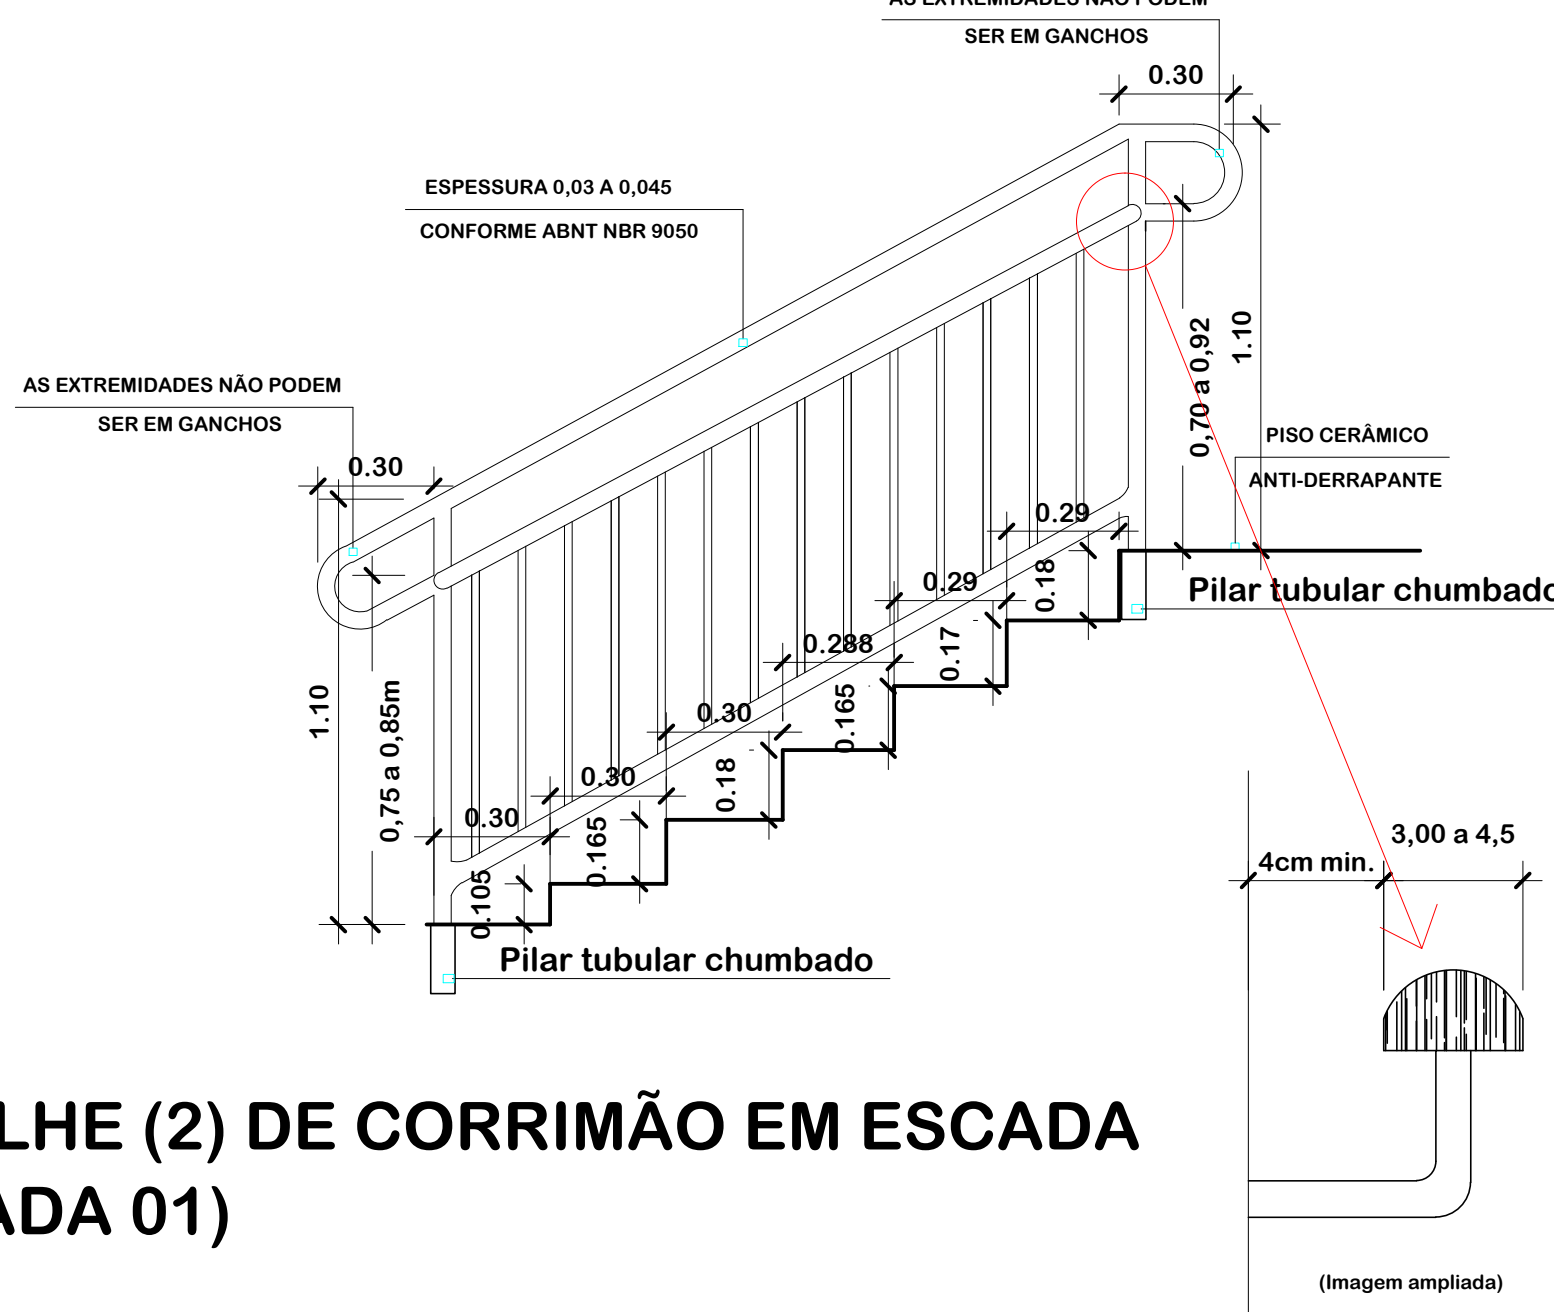 AS EXTREMIDADES NÃO PODEM
SER EM GANCHOS
0.30
ESPESSURA 0,03 A 0,045
CONFORME ABNT NBR 9050
AS EXTREMIDADES NÃO PODEM
SER EM GANCHOS
0.30
0,70 a 0,92
1.10
PISO CERÂMICO
ANTI-DERRAPANTE
0.29
0.18
Pilar tubular chumbado
0.29
0.17
0.288
0.165
0.30
0.18
0.30
0.165
0.30
0.105
1.10
0,75 a 0,85m
Pilar tubular chumbado
3,00 a 4,5
4cm min.
LHE (2) DE CORRIMÃO EM ESCADA
ADA 01)
(Imagem ampliada)